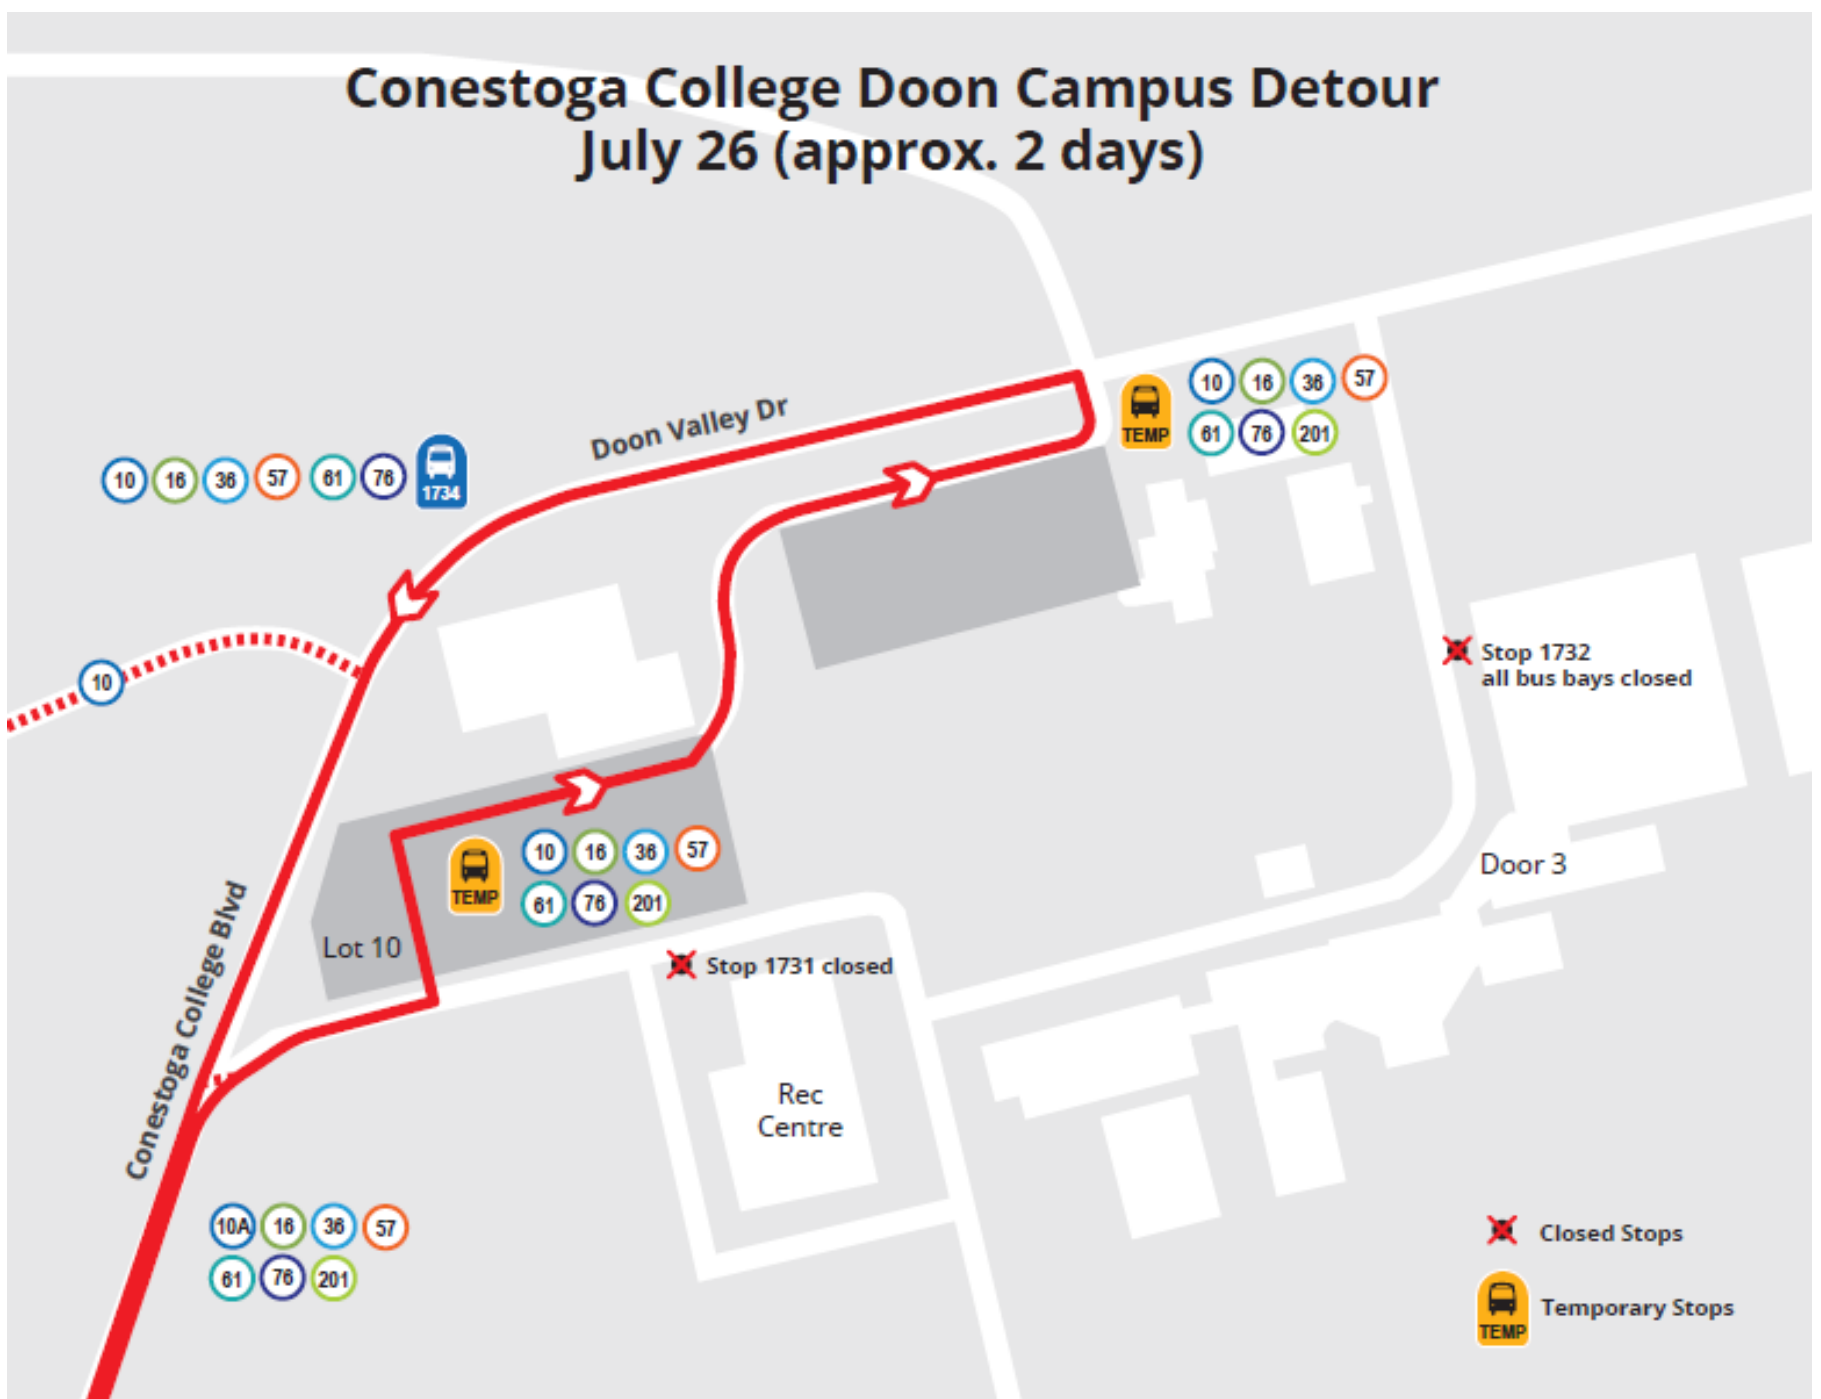 Conestoga College Doon Campus Detour
July 26 (approx. 2 days)
Doon Valley Dr
10 16 36 57
TEMP
61 76 201
10 16 36 57 61 76
1734
10
Stop 1732
all bus bays closed
10 16 36 57
TEMP
61 76 201
Door 3
Lot 10
Stop 1731 closed
Conestoga College Blvd
Rec
Centre
10A 16 36 57
61 76 201
Closed Stops
Temporary Stops
TEMP